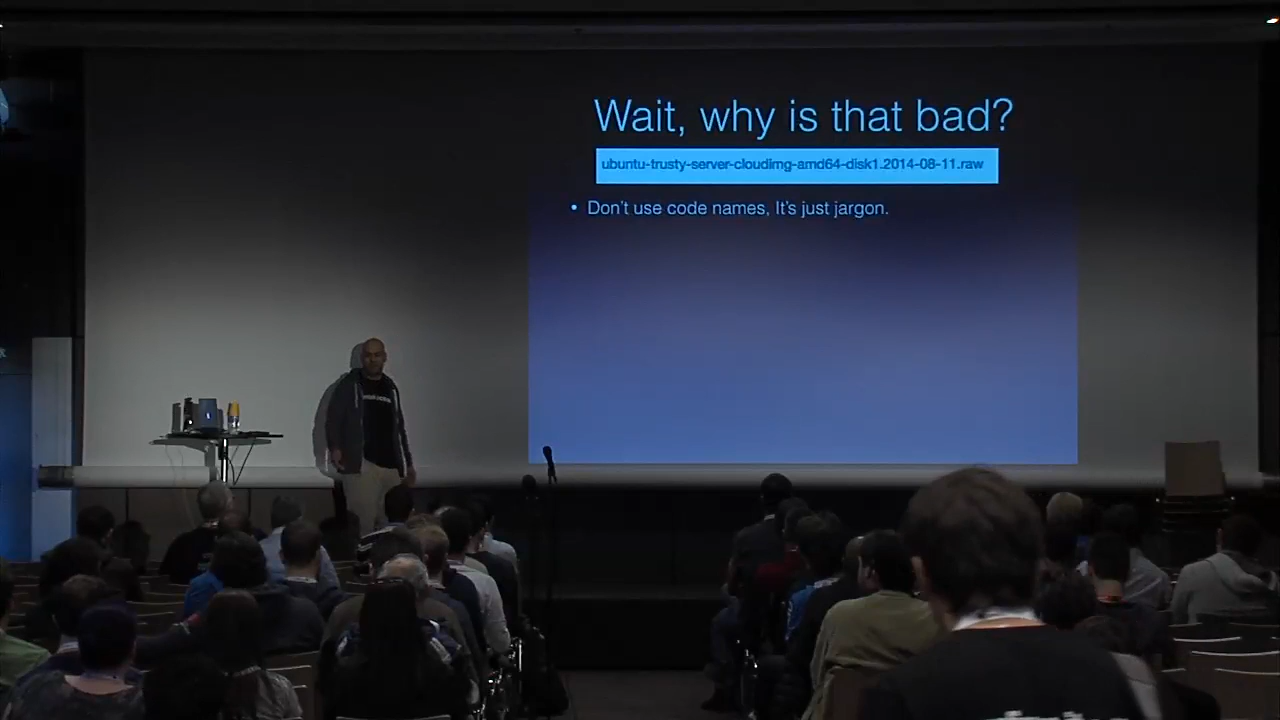 Wait, why is that bad?
ubuntu-trusty-server-cloudimg-amd64-disk1.2014-08-11.raw
• Don't use code names, It's just jargon.